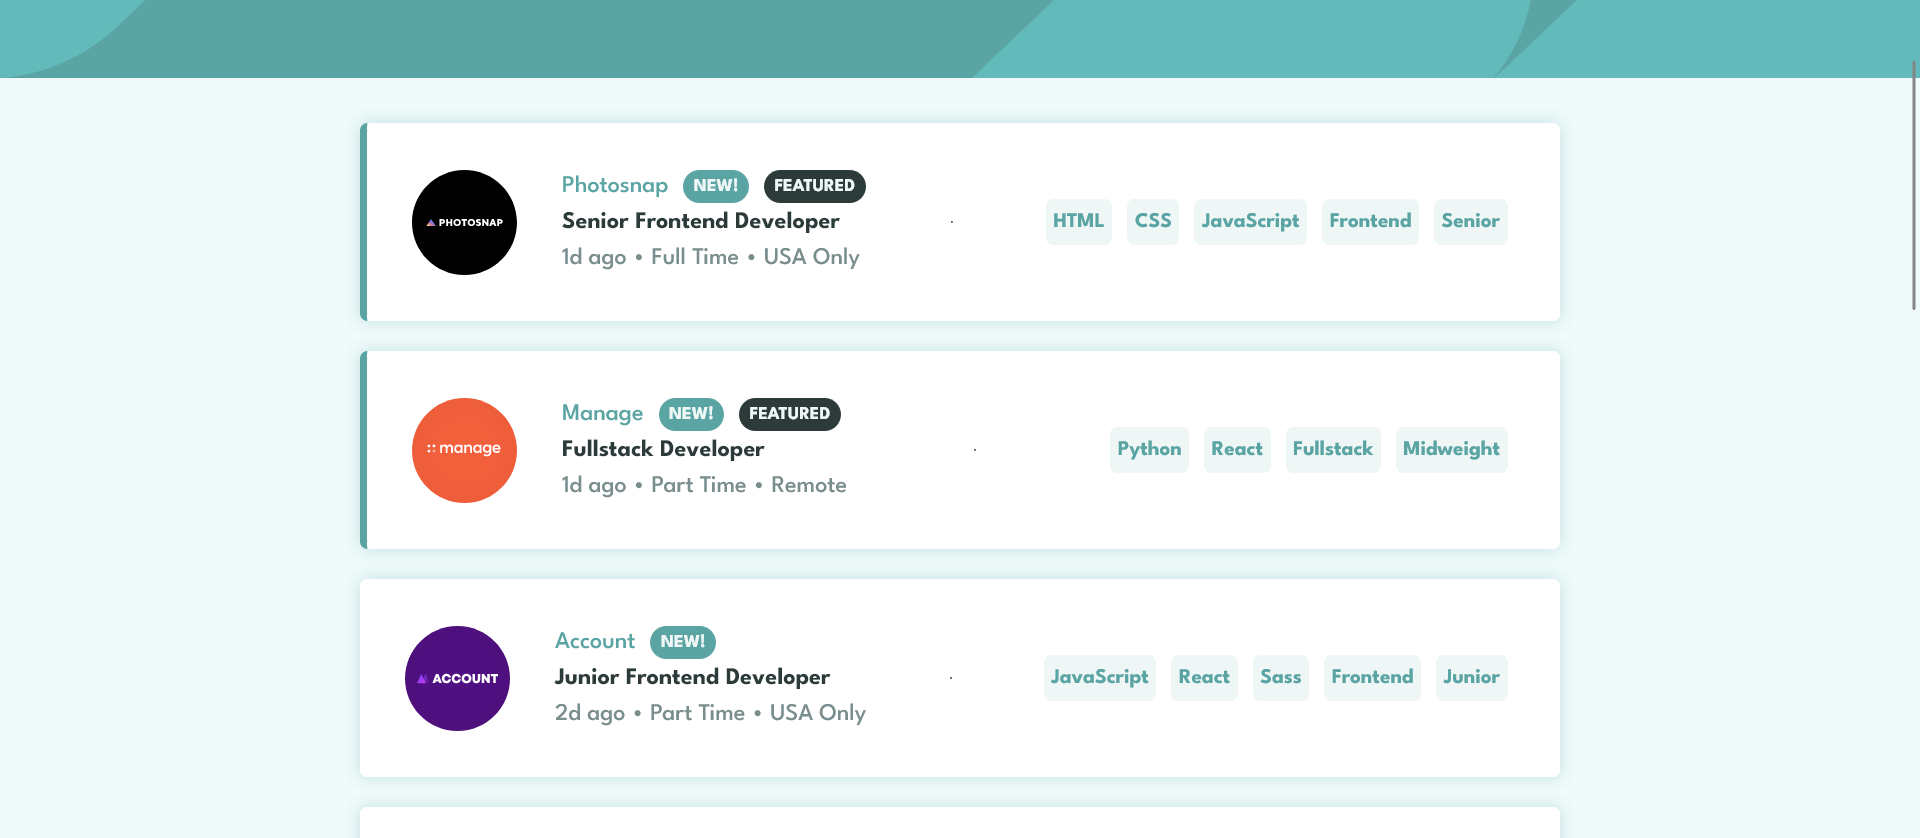 PHOTOSNAP
Photosnap NEW! FEATURED
Senior Frontend Developer
1d ago • Full Time • USA Only
HTML CSS JavaScript Frontend Senior
manage
Manage NEW! FEATURED
Fullstack Developer
1d ago • Part Time • Remote
Python React Fullstack Midweight
ACCOUNT
Account NEW!
Junior Frontend Developer
2d ago • Part Time • USA Only
JavaScript React Sass Frontend Junior